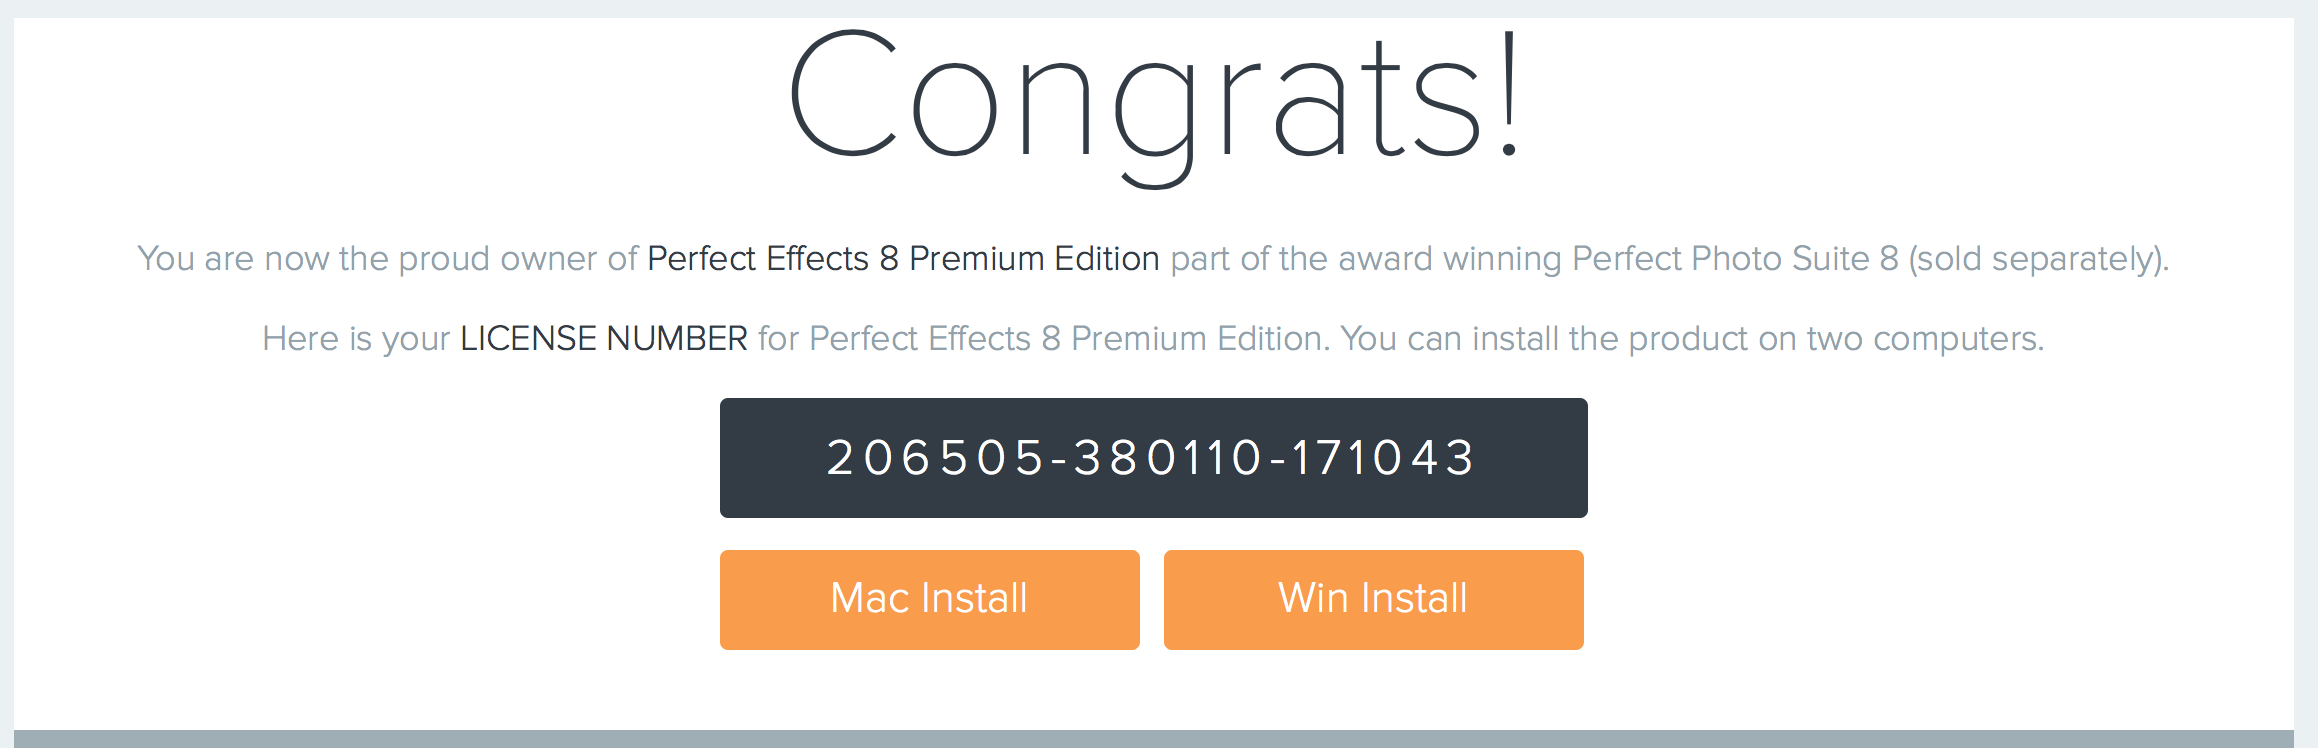 Congrats!
You are now the proud owner of Perfect Effects 8 Premium Edition part of the award winning Perfect Photo Suite 8 (sold separately).
Here is your LICENSE NUMBER for Perfect Effects 8 Premium Edition. You can install the product on two computers.
206505-380110-171043
Mac Install
Win Install